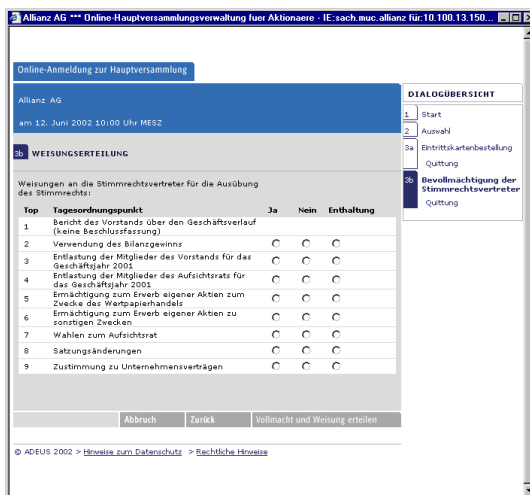 Allianz AG *** Online-Hauptversammlungsverwaltung fuer Aktionaere - IE:sach.muc.allianz für:10.100.13.150...
Online-Anmeldung zur Hauptversammlung
Allianz AG
am 12. Juni 2002 10:00 Uhr MESZ
3b WEISUNGSERTEILUNG
Weisungen an die Stimmrechtsvertreter für die Ausübung
des Stimmrechts:
Top Tagesordnungspunkt Ja Nein Enthaltung
1 Bericht des Vorstands über den Geschäftsverlauf
(keine Beschlussfassung)
2 Verwendung des Bilanzgewinns
3 Entlastung der Mitglieder des Vorstands für das
Geschäftsjahr 2001
4 Entlastung der Mitglieder des Aufsichtsrats für
das Geschäftsjahr 2001
5 Ermächtigung zum Erwerb eigener Aktien zum
Zwecke des Wertpapierhandels
6 Ermächtigung zum Erwerb eigener Aktien zu
sonstigen Zwecken
7 Wahlen zum Aufsichtsrat
8 Satzungsänderungen
9 Zustimmung zu Unternehmensverträgen
Abbruch Zurück Vollmacht und Weisung erteilen
© ADEUS 2002 > Hinweise zum Datenschutz > Rechtliche Hinweise
DIALOGÜBERSICHT
1 Start
2 Auswahl
3a Eintrittskartenbestellung
Quittung
3b Bevollmächtigung der
Stimmrechtsvertreter
Quittung